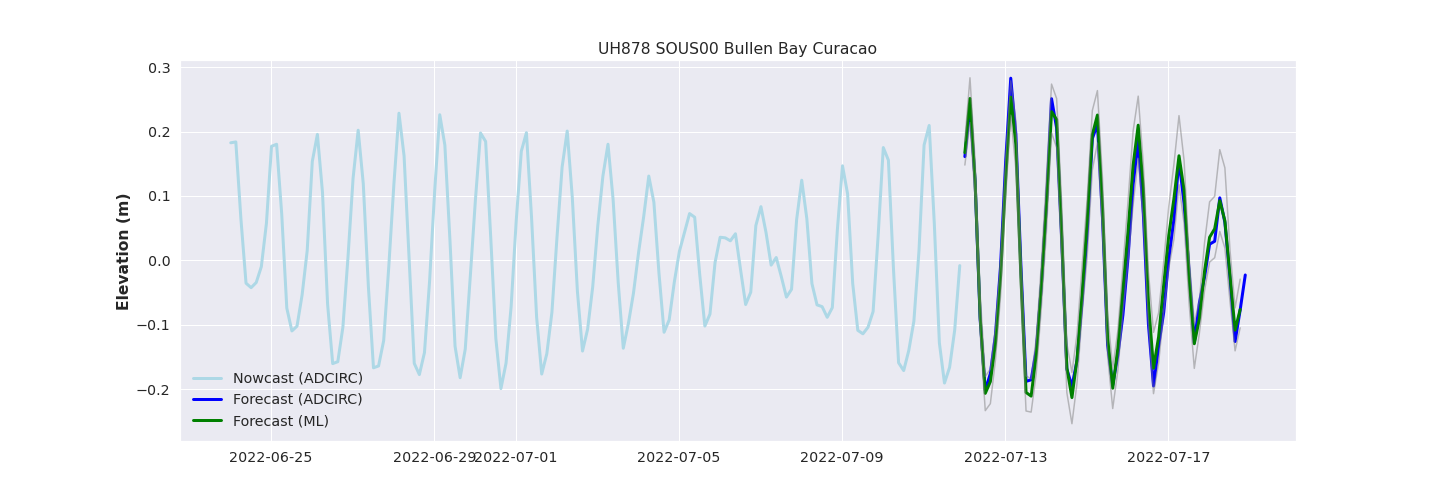 UH878 SOUS00 Bullen Bay Curacao
Elevation (m)
0.3
0.2
0.1
0.0
−0.1
−0.2
Nowcast (ADCIRC)
Forecast (ADCIRC)
Forecast (ML)
2022-06-25 2022-06-29 2022-07-01 2022-07-05 2022-07-09 2022-07-13 2022-07-17